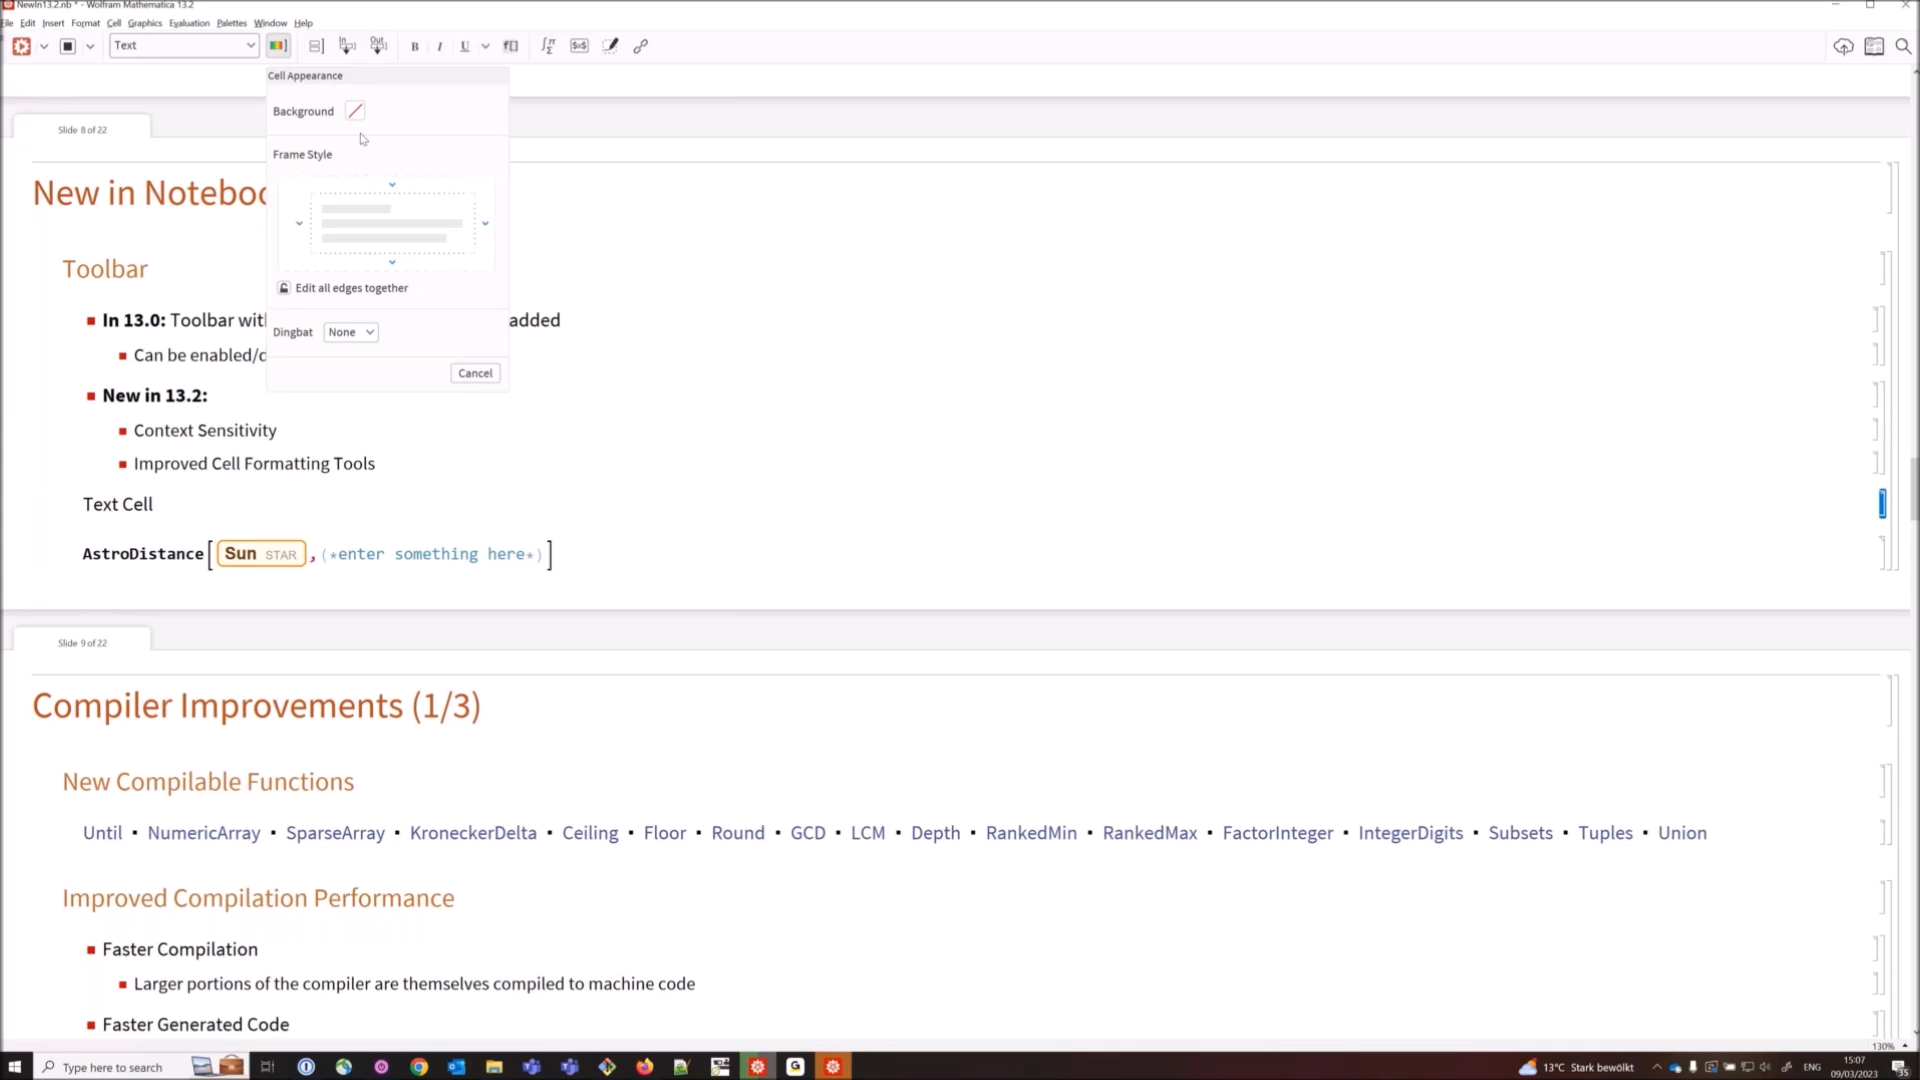 NewIn13.2.nb * - Wolfram Mathematica 13.2
File Edit Insert Format Cell Graphics Evaluation Palettes Window Help
Text
In Out B I U f[] $x$
Cell Appearance
Background
Slide 8 of 22
Frame Style
New in Noteboo
Toolbar
Edit all edges together
In 13.0: Toolbar with added
Dingbat None
Can be enabled/d
Cancel
New in 13.2:
Context Sensitivity
Improved Cell Formatting Tools
Text Cell
AstroDistance[Sun STAR,(*enter something here*)]
Slide 9 of 22
Compiler Improvements (1/3)
New Compilable Functions
Until ▪ NumericArray ▪ SparseArray ▪ KroneckerDelta ▪ Ceiling ▪ Floor ▪ Round ▪ GCD ▪ LCM ▪ Depth ▪ RankedMin ▪ RankedMax ▪ FactorInteger ▪ IntegerDigits ▪ Subsets ▪ Tuples ▪ Union
Improved Compilation Performance
Faster Compilation
Larger portions of the compiler are themselves compiled to machine code
Faster Generated Code
130%
Type here to search
13°C Stark bewölkt
ENG
15:07
09/03/2023
35